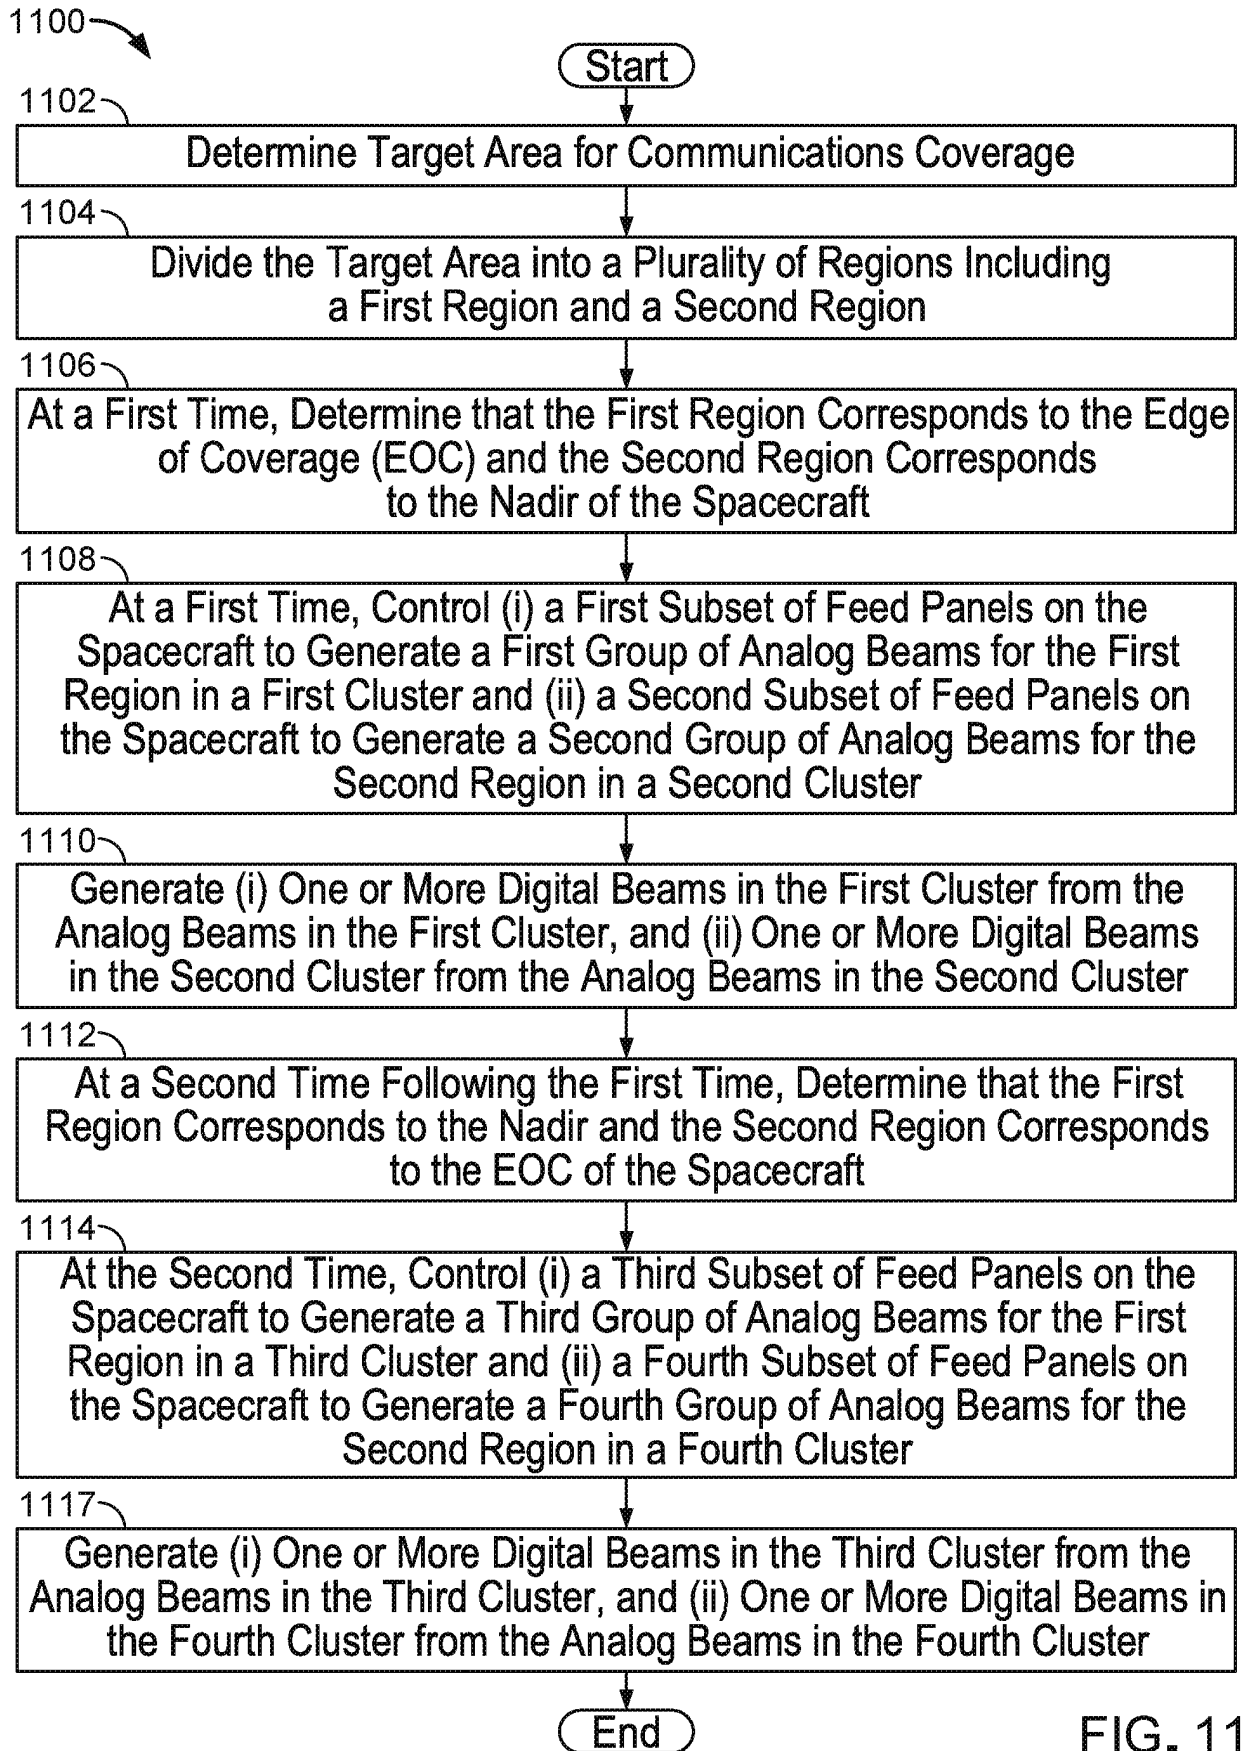 1100
Start
1102
Determine Target Area for Communications Coverage
1104
Divide the Target Area into a Plurality of Regions Including
a First Region and a Second Region
1106
At a First Time, Determine that the First Region Corresponds to the Edge
of Coverage (EOC) and the Second Region Corresponds
to the Nadir of the Spacecraft
1108
At a First Time, Control (i) a First Subset of Feed Panels on the
Spacecraft to Generate a First Group of Analog Beams for the First
Region in a First Cluster and (ii) a Second Subset of Feed Panels on
the Spacecraft to Generate a Second Group of Analog Beams for the
Second Region in a Second Cluster
1110
Generate (i) One or More Digital Beams in the First Cluster from the
Analog Beams in the First Cluster, and (ii) One or More Digital Beams
in the Second Cluster from the Analog Beams in the Second Cluster
1112
At a Second Time Following the First Time, Determine that the First
Region Corresponds to the Nadir and the Second Region Corresponds
to the EOC of the Spacecraft
1114
At the Second Time, Control (i) a Third Subset of Feed Panels on the
Spacecraft to Generate a Third Group of Analog Beams for the First
Region in a Third Cluster and (ii) a Fourth Subset of Feed Panels on
the Spacecraft to Generate a Fourth Group of Analog Beams for the
Second Region in a Fourth Cluster
1117
Generate (i) One or More Digital Beams in the Third Cluster from the
Analog Beams in the Third Cluster, and (ii) One or More Digital Beams in
the Fourth Cluster from the Analog Beams in the Fourth Cluster
End
FIG. 11